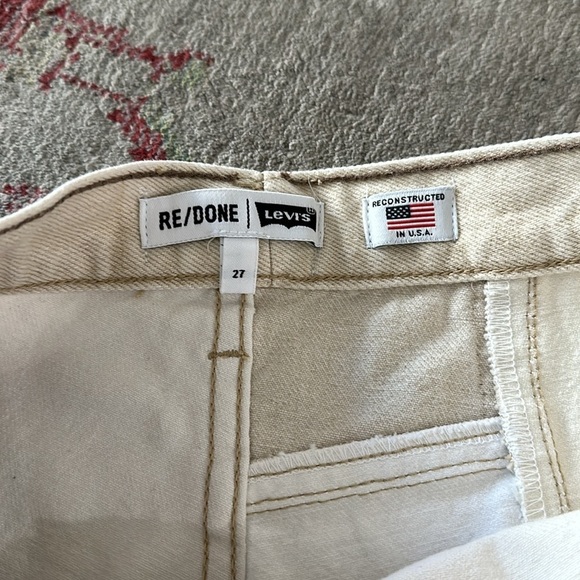 RE/DONE | LEVI'S
RECONSTRUCTED
IN U.S.A.
27